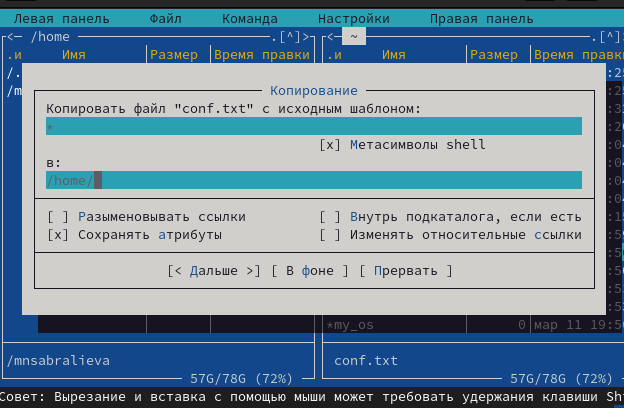 Левая панель Файл Команда Настройки Правая панель
<— /home .[^]> <— ~ .[^]
.и Имя Размер Время правки .и Имя Размер Время правк
/.
/m
Копирование
Копировать файл "conf.txt" с исходным шаблоном:
*
[x] Метасимволы shell
в:
/home/
[ ] Разыменовывать ссылки [ ] Внутрь подкаталога, если есть
[x] Сохранять атрибуты [ ] Изменять относительные ссылки
[< Дальше >] [ В фоне ] [ Прервать ]
*my_os 0 мар 11 19:5
/mnsabralieva conf.txt
57G/78G (72%) 57G/78G (72%)
Совет: Вырезание и вставка с помощью мыши может требовать удержания клавиши Sh